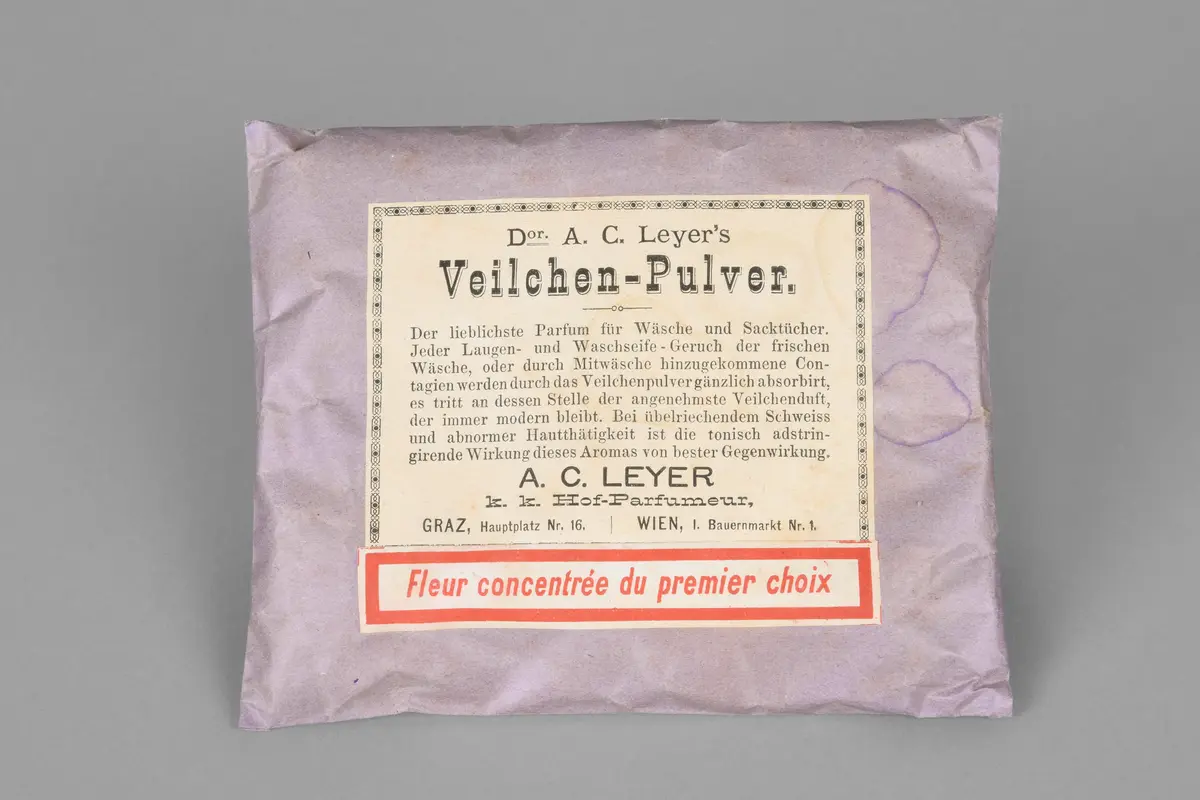 Dor. A. C. Leyer's
Veilchen-Pulver.
Der lieblichste Parfum für Wäsche und Sacktücher.
Jeder Laugen- und Waschseife-Geruch der frischen
Wäsche, oder durch Mitwäsche hinzugekommene Con-
tagien werden durch das Veilchenpulver gänzlich absorbirt,
es tritt an dessen Stelle der angenehmste Veilchenduft,
der immer modern bleibt. Bei übelriechendem Schweiss
und abnormer Hautthätigkeit ist die tonisch adstrin-
girende Wirkung dieses Aromas von bester Gegenwirkung.
A. C. LEYER
k. k. Hof-Parfumeur,
GRAZ, Hauptplatz Nr. 16. | WIEN, I. Bauernmarkt Nr. 1.
Fleur concentrée du premier choix